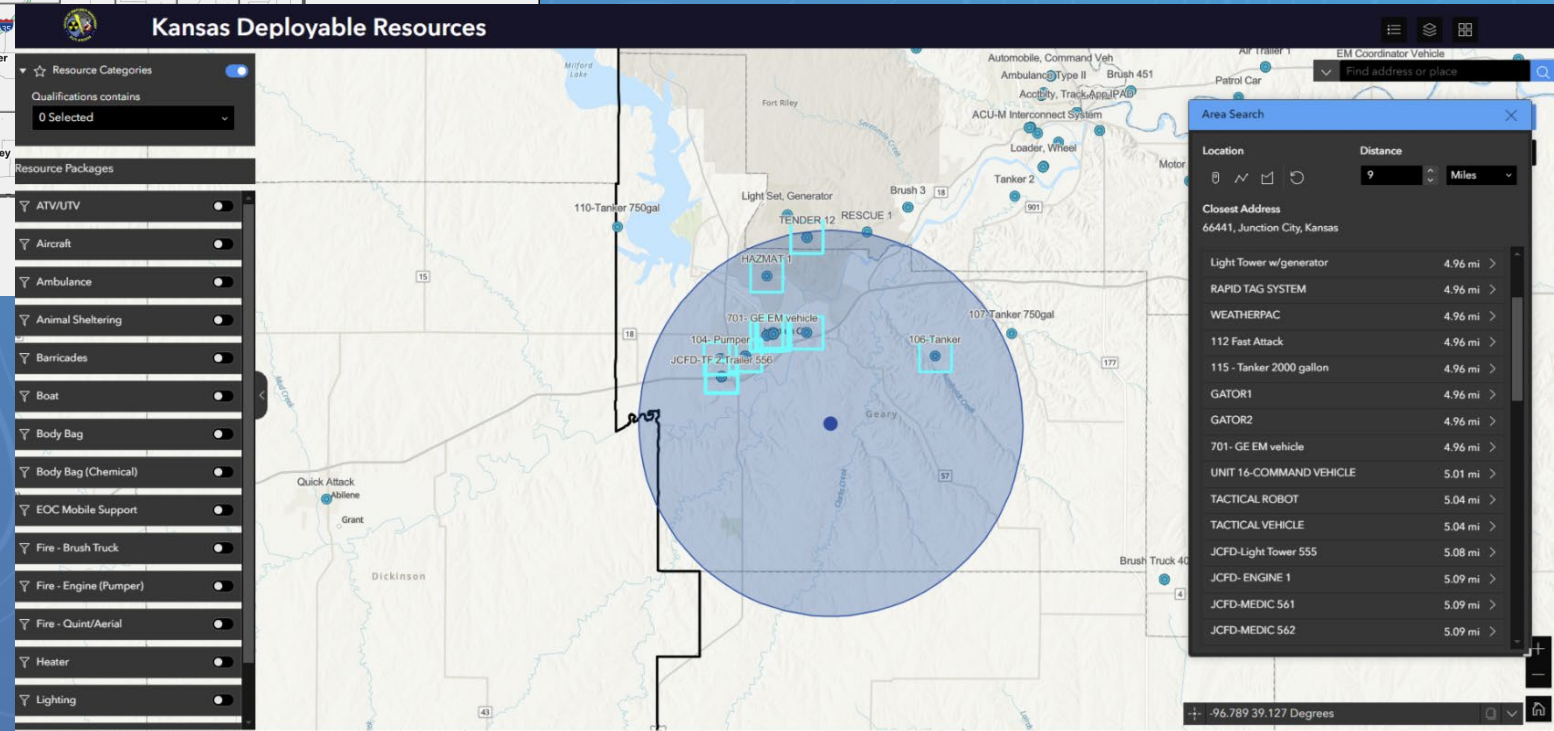 Kansas Deployable Resources
Resource Categories
Qualifications contains
0 Selected
Resource Packages
ATV/UTV
Aircraft
Ambulance
Animal Sheltering
Barricades
Boat
Body Bag
Body Bag (Chemical)
EOC Mobile Support
Fire - Brush Truck
Fire - Engine (Pumper)
Fire - Quint/Aerial
Heater
Lighting
Milford
Lake
Fort Riley
Automobile, Command Veh
Ambulance Type II
Brush 451
ACU-M Interconnect System
Loader, Wheel
Tanker 2
Motor
Air Trailer 1
EM Coordinator Vehicle
Patrol Car
110-Tanker 750gal
Light Set, Generator
Brush 3
18
901
TENDER 12
RESCUE 1
HAZMAT 1
15
18
701- GE EM vehicle
104- Pumper
JCFD-TF 2 Trailer 556
106-Tanker
107-Tanker 750gal
177
Mud Creek
Geary
57
Clarks Creek
Quick Attack
Abilene
Grant
Dickinson
Brush Truck 40
4
43
Find address or place
Area Search
Location
Distance
9
Miles
Closest Address
66441, Junction City, Kansas
Light Tower w/generator 4.96 mi
RAPID TAG SYSTEM 4.96 mi
WEATHERPAC 4.96 mi
112 Fast Attack 4.96 mi
115 - Tanker 2000 gallon 4.96 mi
GATOR1 4.96 mi
GATOR2 4.96 mi
701- GE EM vehicle 4.96 mi
UNIT 16-COMMAND VEHICLE 5.01 mi
TACTICAL ROBOT 5.04 mi
TACTICAL VEHICLE 5.04 mi
JCFD-Light Tower 555 5.08 mi
JCFD- ENGINE 1 5.09 mi
JCFD-MEDIC 561 5.09 mi
JCFD-MEDIC 562 5.09 mi
-96.789 39.127 Degrees